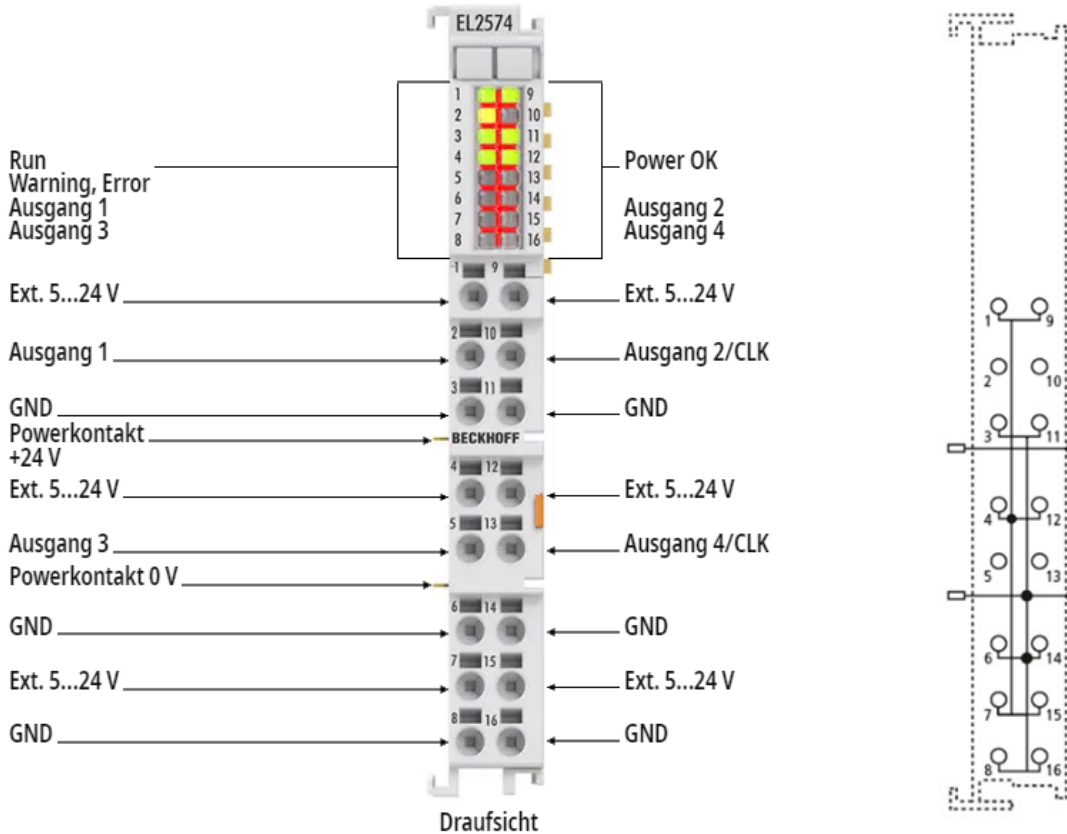 EL2574
1 9
2 10
3 11
4 12
5 13
6 14
7 15
8 16
Run
Warning, Error
Ausgang 1
Ausgang 3
Power OK
Ausgang 2
Ausgang 4
1 9
Ext. 5...24 V
Ext. 5...24 V
2 10
Ausgang 1
Ausgang 2/CLK
3 11
GND
GND
Powerkontakt
+24 V
BECKHOFF
4 12
Ext. 5...24 V
Ext. 5...24 V
5 13
Ausgang 3
Ausgang 4/CLK
Powerkontakt 0 V
6 14
GND
GND
7 15
Ext. 5...24 V
Ext. 5...24 V
8 16
GND
GND
Draufsicht
1 9
2 10
3 11
4 12
5 13
6 14
7 15
8 16